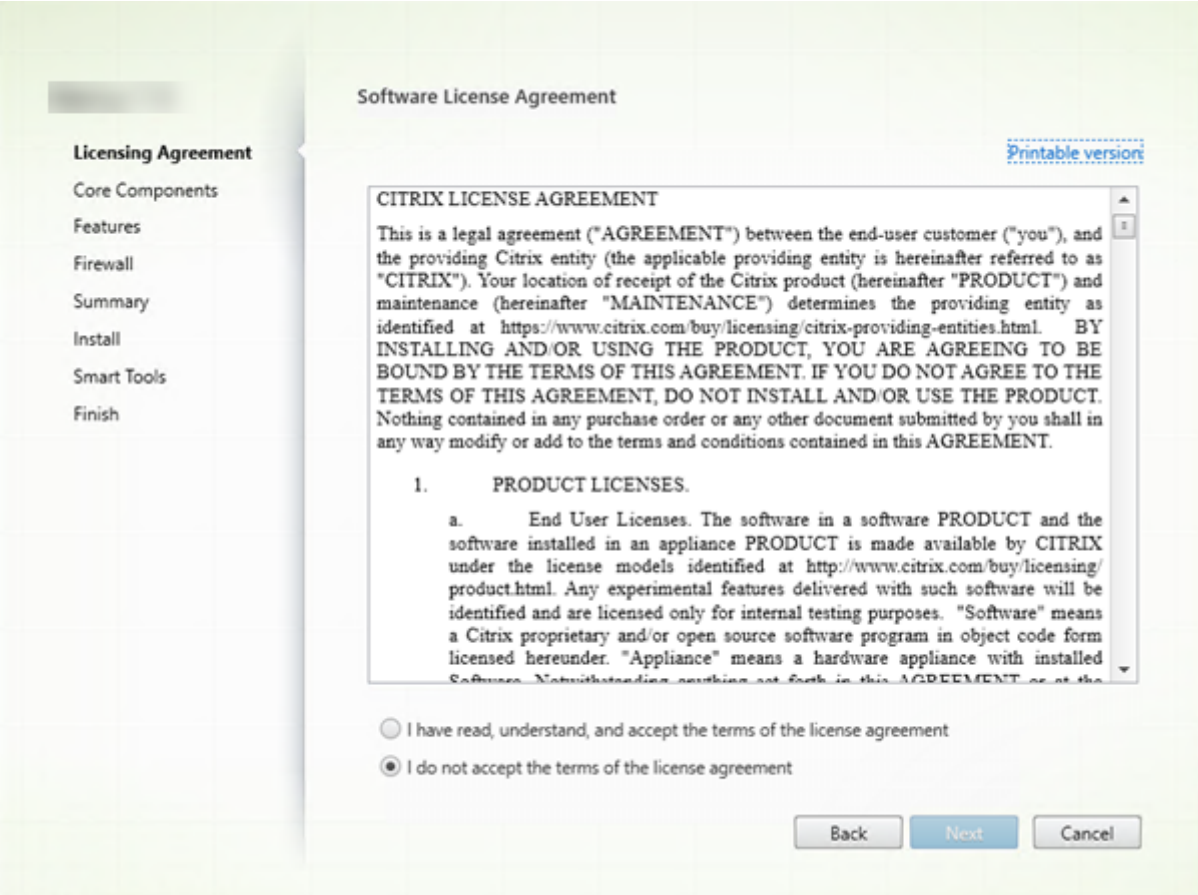 Software License Agreement
Licensing Agreement
Core Components
Features
Firewall
Summary
Install
Smart Tools
Finish
Printable version
CITRIX LICENSE AGREEMENT
This is a legal agreement ("AGREEMENT") between the end-user customer ("you"), and
the providing Citrix entity (the applicable providing entity is hereinafter referred to as
"CITRIX"). Your location of receipt of the Citrix product (hereinafter "PRODUCT") and
maintenance (hereinafter "MAINTENANCE") determines the providing entity as
identified at https://www.citrix.com/buy/licensing/citrix-providing-entities.html. BY
INSTALLING AND/OR USING THE PRODUCT, YOU ARE AGREEING TO BE
BOUND BY THE TERMS OF THIS AGREEMENT. IF YOU DO NOT AGREE TO THE
TERMS OF THIS AGREEMENT, DO NOT INSTALL AND/OR USE THE PRODUCT.
Nothing contained in any purchase order or any other document submitted by you shall in
any way modify or add to the terms and conditions contained in this AGREEMENT.
1. PRODUCT LICENSES.
a. End User Licenses. The software in a software PRODUCT and the
software installed in an appliance PRODUCT is made available by CITRIX
under the license models identified at http://www.citrix.com/buy/licensing/
product.html. Any experimental features delivered with such software will be
identified and are licensed only for internal testing purposes. "Software" means
a Citrix proprietary and/or open source software program in object code form
licensed hereunder. "Appliance" means a hardware appliance with installed
Software. Notwithstanding anything set forth in this AGREEMENT or at the
I have read, understand, and accept the terms of the license agreement
I do not accept the terms of the license agreement
Back
Next
Cancel